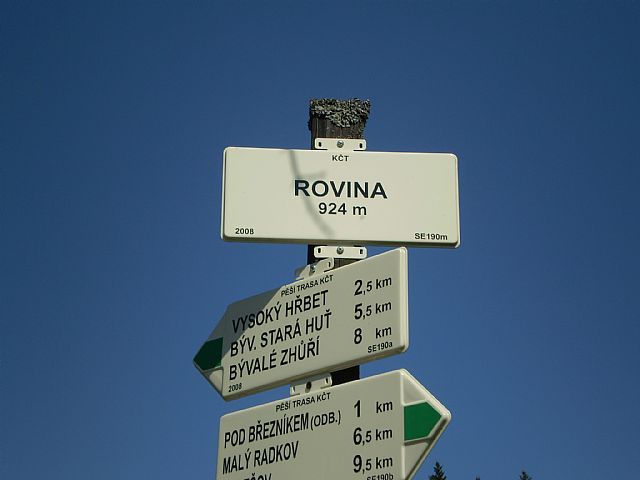 KČT
ROVINA
924 m
2008 SE190m
PĚŠÍ TRASA KČT
VYSOKÝ HŘBET 2,5 km
BÝV. STARÁ HUŤ 5,5 km
BÝVALÉ ZHŮŘÍ 8 km
2008 SE190a
PĚŠÍ TRASA KČT
POD BŘEZNÍKEM (ODB.) 1 km
MALÝ RADKOV 6,5 km
9,5 km
SE190b